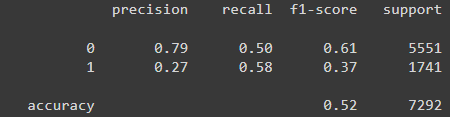 precision recall f1-score support
0 0.79 0.50 0.61 5551
1 0.27 0.58 0.37 1741
accuracy 0.52 7292